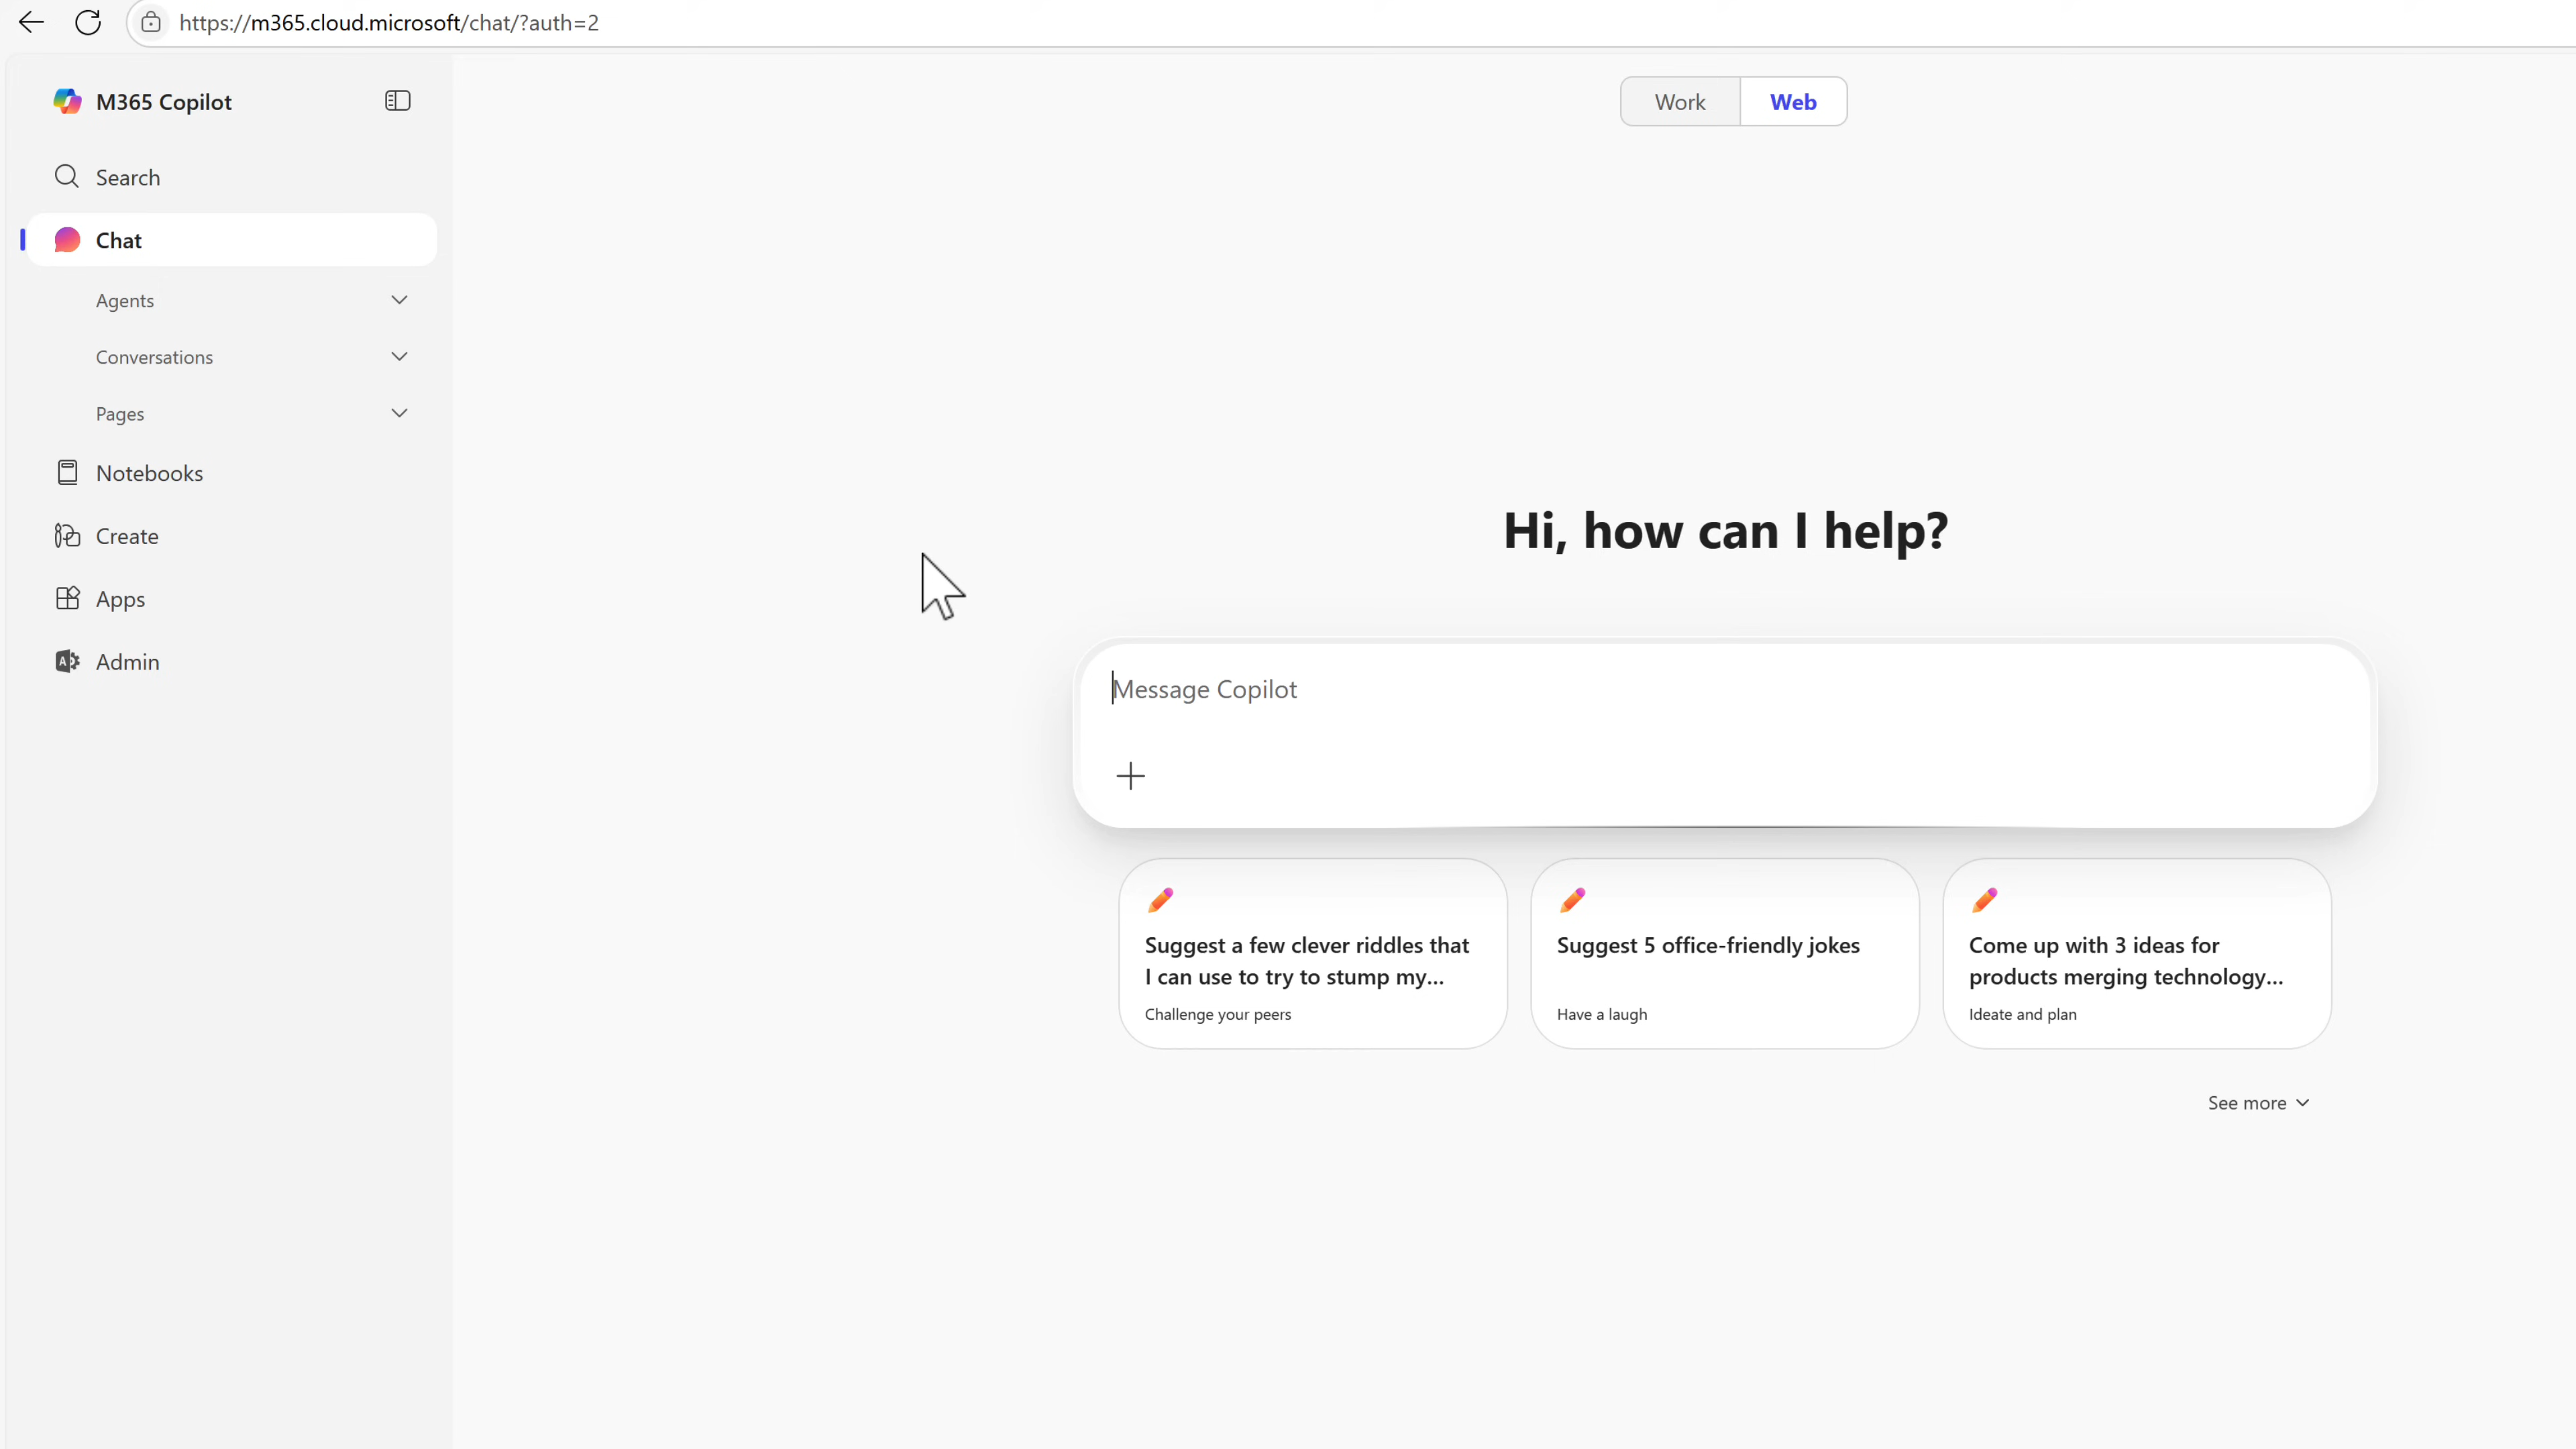 https://m365.cloud.microsoft/chat/?auth=2
M365 Copilot
Search
Chat
Agents
Conversations
Pages
Notebooks
Create
Apps
Admin
Work
Web
Hi, how can I help?
Message Copilot
Suggest a few clever riddles that
I can use to try to stump my...
Challenge your peers
Suggest 5 office-friendly jokes
Have a laugh
Come up with 3 ideas for
products merging technology...
Ideate and plan
See more